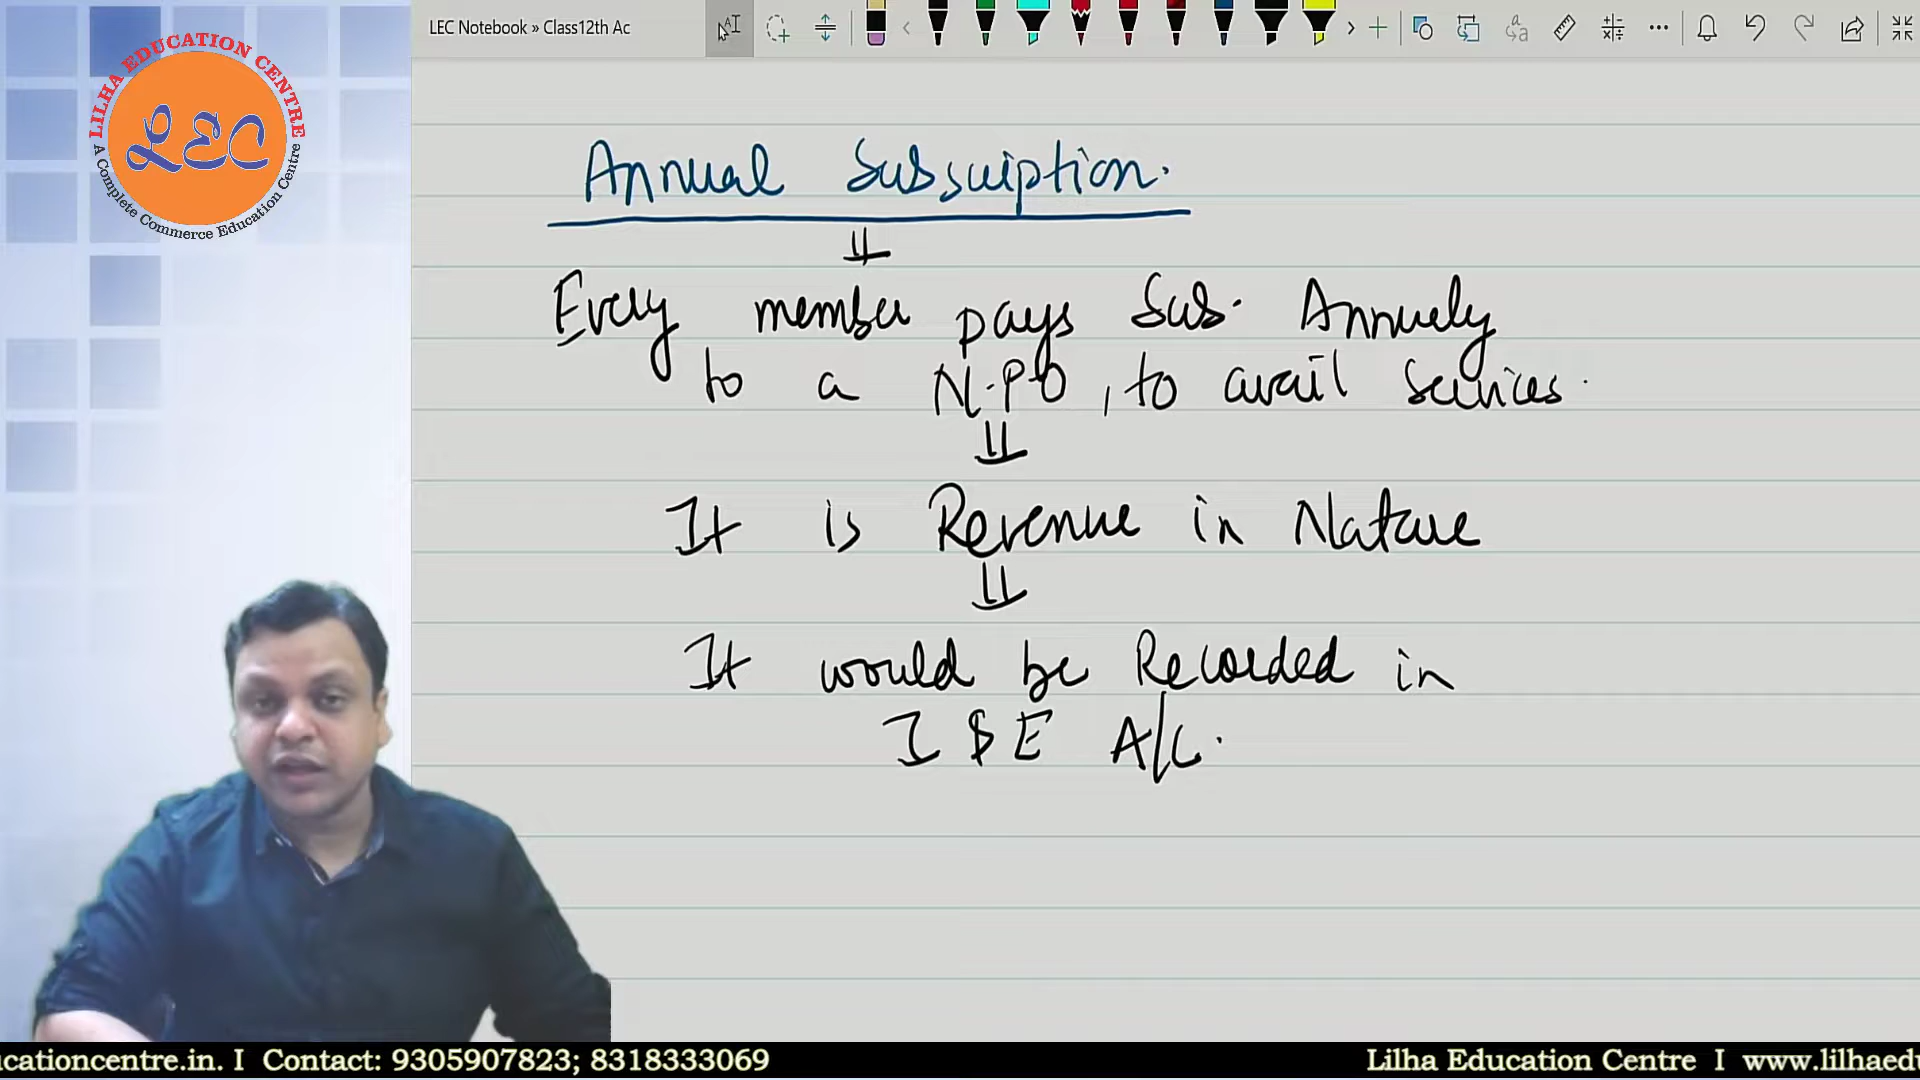 LEC Notebook » Class12th Ac
LILHA EDUCATION CENTRE
LEC
A Complete Commerce Education Centre
Annual Subscription.
Every member pays Sub. Annuely
to a N.P.O, to avail Services.
It is Revenue in Nature
It would be Recorded in
I & E A/c.
cationcentre.in. I Contact: 9305907823; 8318333069
Lilha Education Centre I www.lilhaedu